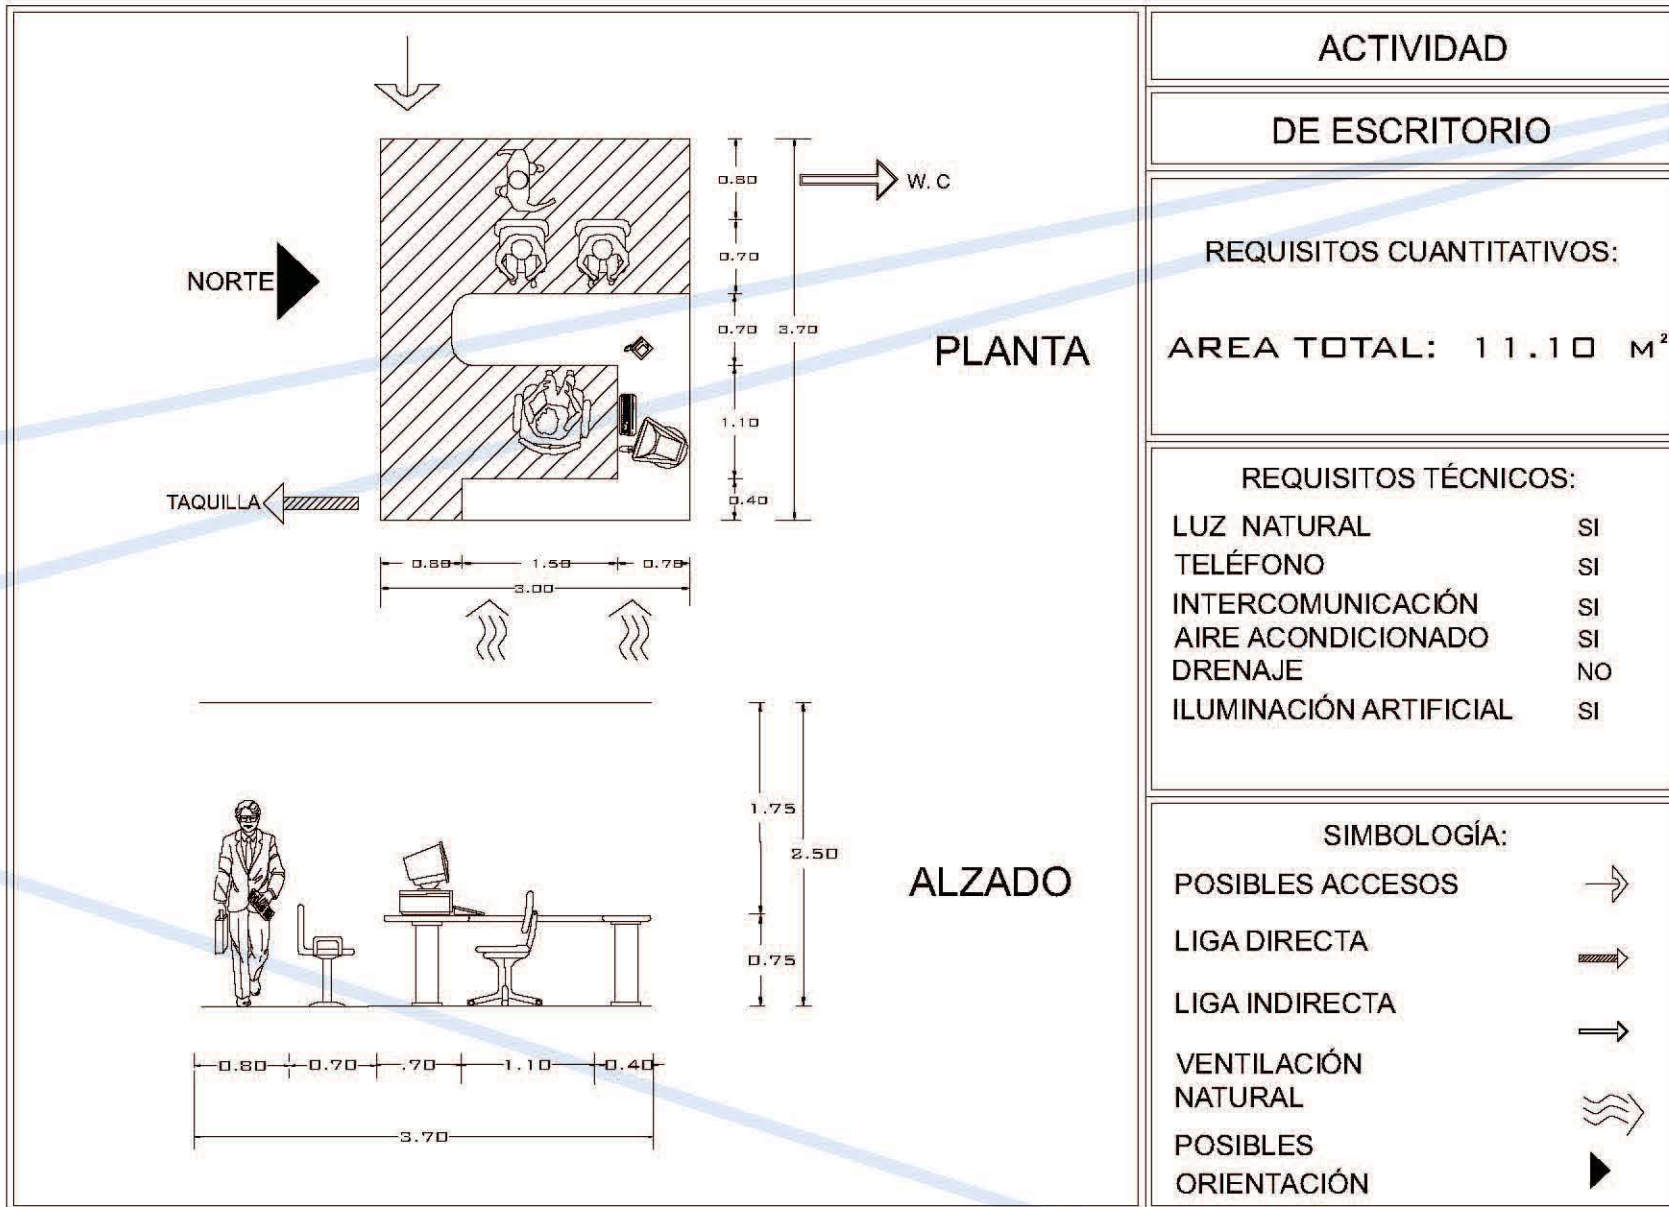 ACTIVIDAD
DE ESCRITORIO
REQUISITOS CUANTITATIVOS:
AREA TOTAL: 11.10 M²
REQUISITOS TÉCNICOS:
LUZ NATURAL SI
TELÉFONO SI
INTERCOMUNICACIÓN SI
AIRE ACONDICIONADO SI
DRENAJE NO
ILUMINACIÓN ARTIFICIAL SI
SIMBOLOGÍA:
POSIBLES ACCESOS
LIGA DIRECTA
LIGA INDIRECTA
VENTILACIÓN
NATURAL
POSIBLES
ORIENTACIÓN
W. C
NORTE
TAQUILLA
PLANTA
0.80
0.70
0.70 3.70
1.10
0.40
0.80 1.50 0.70
3.00
ALZADO
1.75
2.50
0.75
0.80 0.70 .70 1.10 0.40
3.70